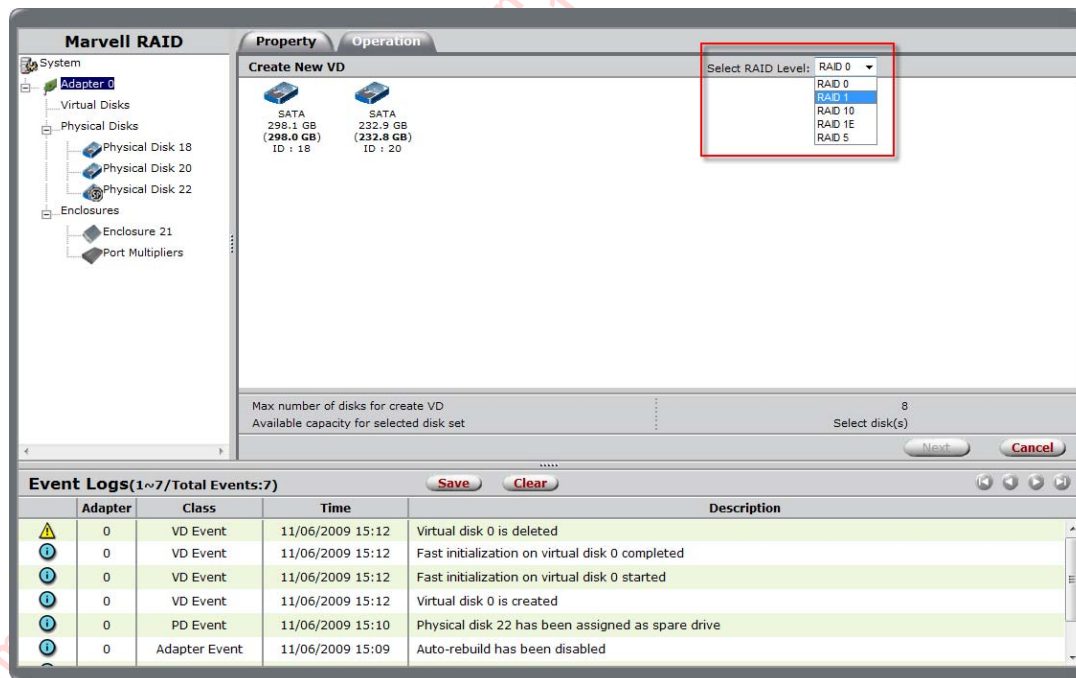 Marvell RAID
Property
Operation
System
Adapter 0
Virtual Disks
Physical Disks
Physical Disk 18
Physical Disk 20
Physical Disk 22
Enclosures
Enclosure 21
Port Multipliers
Create New VD
Select RAID Level: RAID 0
RAID 0
RAID 1
RAID 10
RAID 1E
RAID 5
SATA
298.1 GB
(298.0 GB)
ID : 18
SATA
232.9 GB
(232.8 GB)
ID : 20
Max number of disks for create VD 8
Available capacity for selected disk set Select disk(s)
Next Cancel
Event Logs(1~7/Total Events:7) Save Clear
Adapter Class Time Description
0 VD Event 11/06/2009 15:12 Virtual disk 0 is deleted
0 VD Event 11/06/2009 15:12 Fast initialization on virtual disk 0 completed
0 VD Event 11/06/2009 15:12 Fast initialization on virtual disk 0 started
0 VD Event 11/06/2009 15:12 Virtual disk 0 is created
0 PD Event 11/06/2009 15:10 Physical disk 22 has been assigned as spare drive
0 Adapter Event 11/06/2009 15:09 Auto-rebuild has been disabled